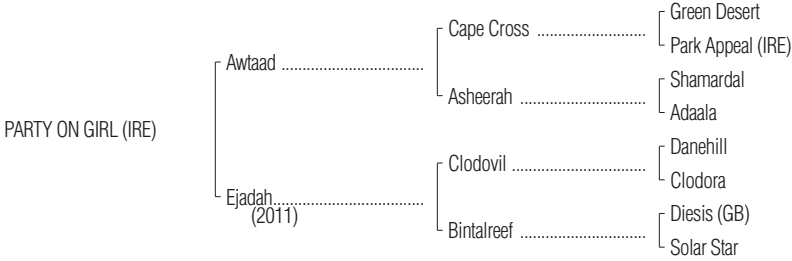 Green Desert
Cape Cross ..........................
Park Appeal (IRE)
Awtaad ..................................
Shamardal
Asheerah ..............................
Adaala
PARTY ON GIRL (IRE)
Danehill
Clodovil ................................
Clodora
Ejadah....................................
(2011)
Diesis (GB)
Bintalreef ..............................
Solar Star